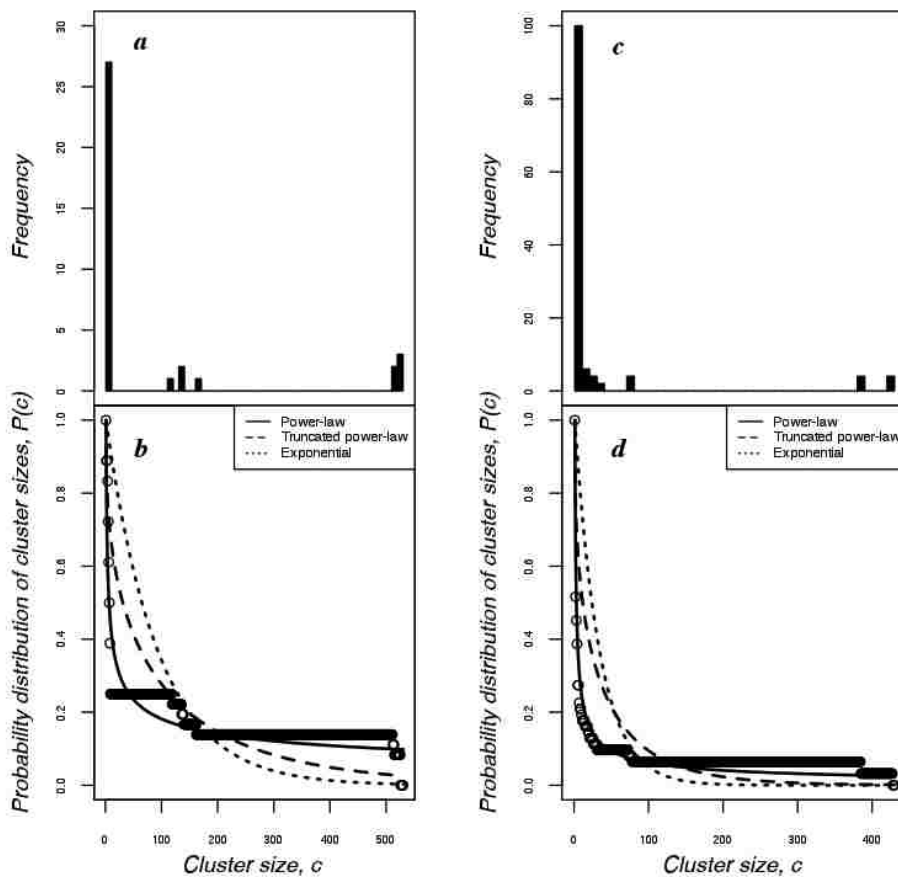 a
Frequency
0 5 10 15 20 25 30
c
Frequency
0 20 40 60 80 100
b
Power-law
Truncated power-law
Exponential
Probability distribution of cluster sizes, P(c)
0.0 0.2 0.4 0.6 0.8 1.0
0 100 200 300 400 500
Cluster size, c
d
Power-law
Truncated power-law
Exponential
Probability distribution of cluster sizes, P(c)
0.0 0.2 0.4 0.6 0.8 1.0
0 100 200 300 400
Cluster size, c